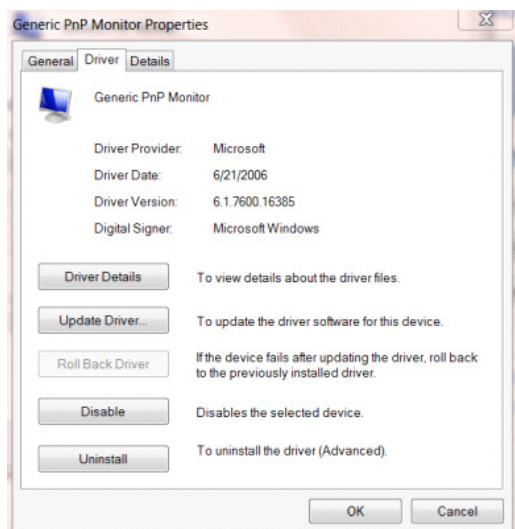 Generic PnP Monitor Properties
General Driver Details
Generic PnP Monitor
Driver Provider: Microsoft
Driver Date: 6/21/2006
Driver Version: 6.1.7600.16385
Digital Signer: Microsoft Windows
Driver Details To view details about the driver files.
Update Driver... To update the driver software for this device.
Roll Back Driver If the device fails after updating the driver, roll back
to the previously installed driver.
Disable Disables the selected device.
Uninstall To uninstall the driver (Advanced).
OK Cancel